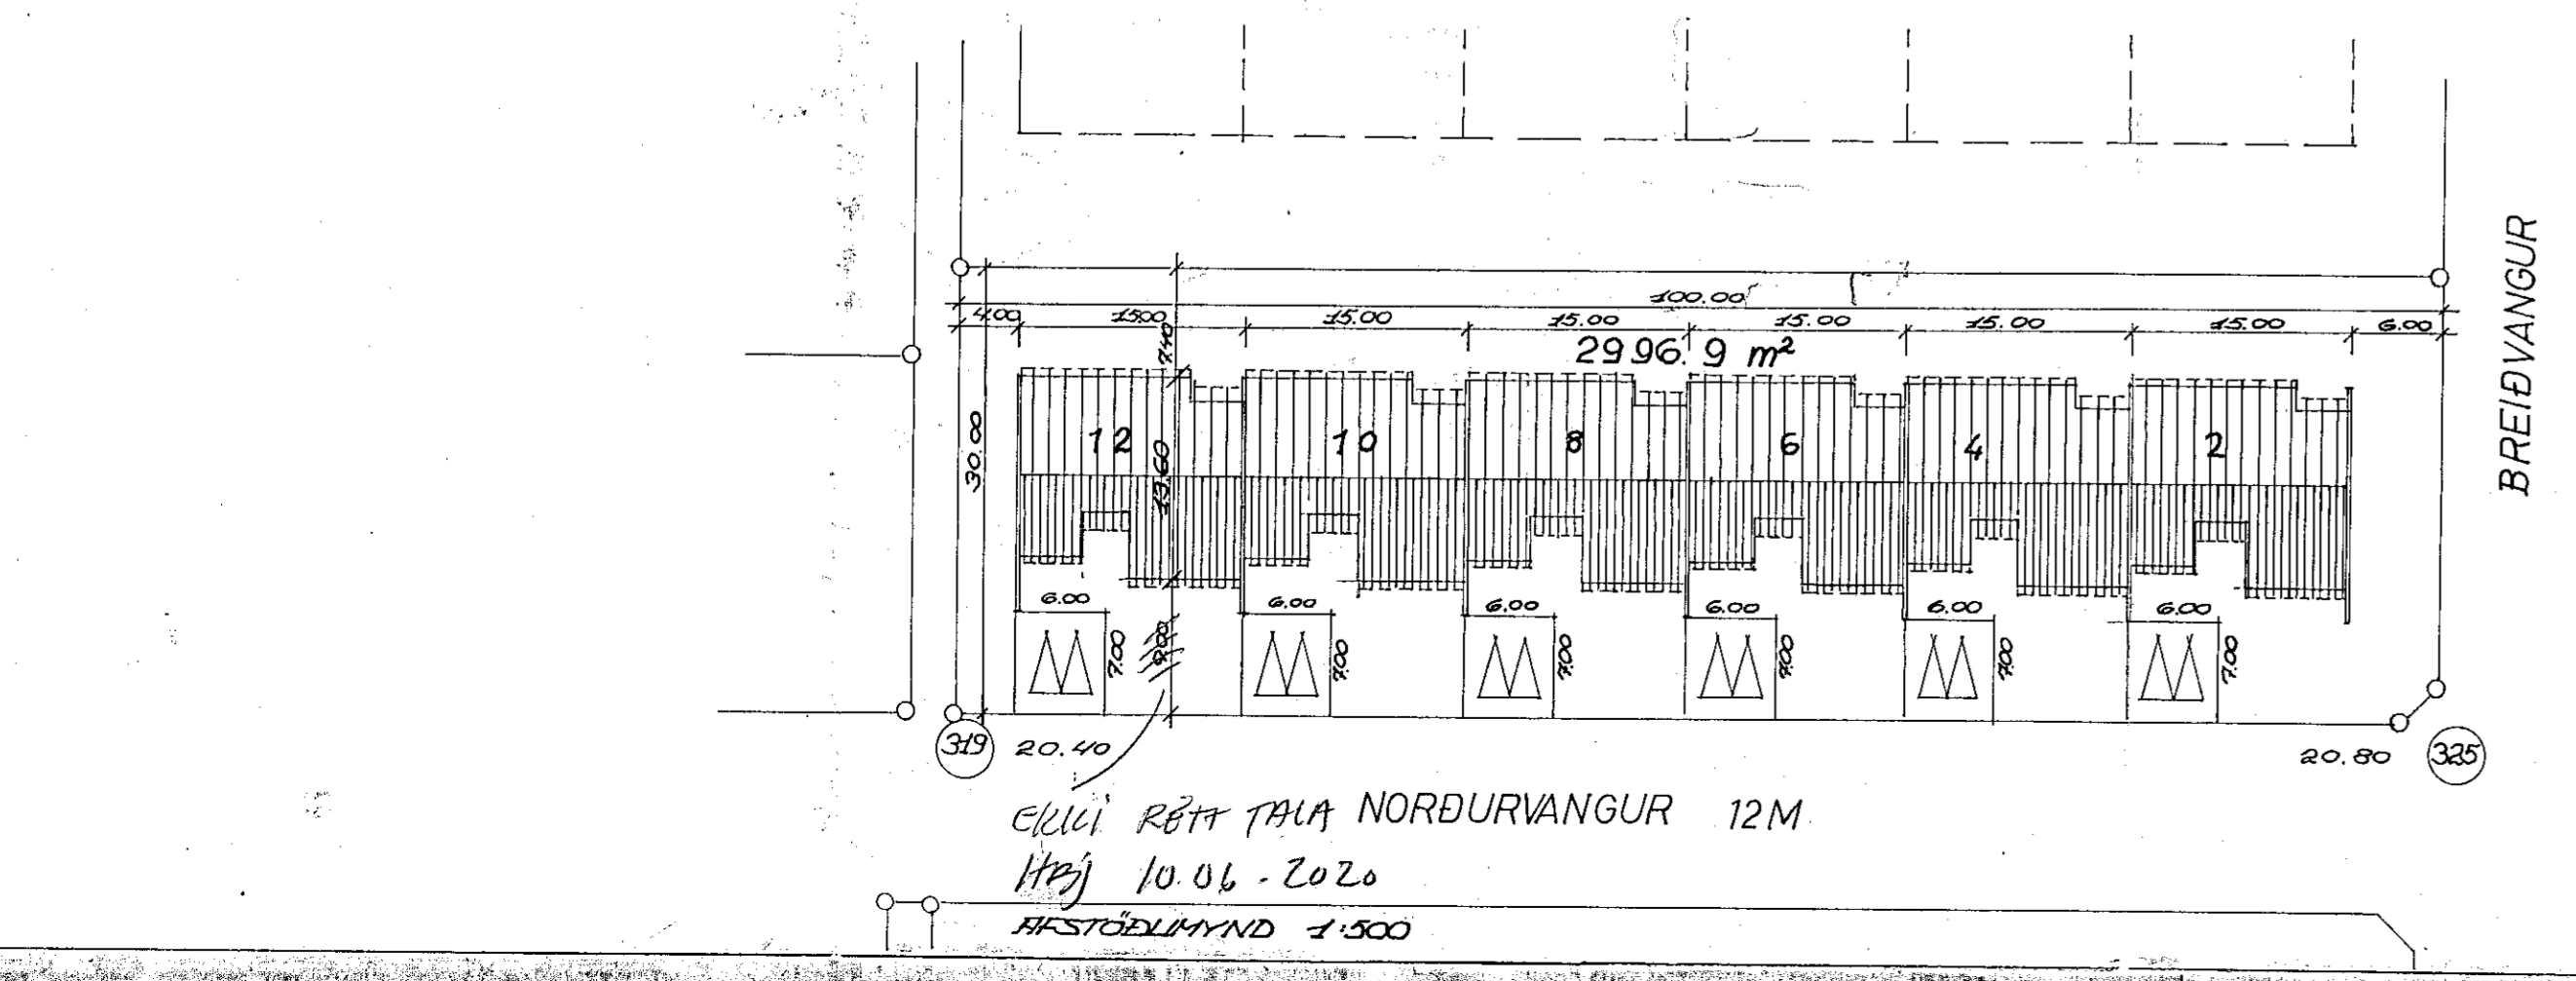 100.00
4.00 15.00 15.00 15.00 15.00 15.00 15.00 6.00
7.40
2996.9 m²
30.00
12 10 8 6 4 2
13.60
6.00 6.00 6.00 6.00 6.00 6.00
7.00 9.00 7.00 7.00 7.00 7.00 7.00
BREIÐVANGUR
319 20.40
20.80 325
EKKI RÉTT TALA
NORÐURVANGUR 12M
HBj 10.06-2020
AFSTÖÐUMYND 1:500